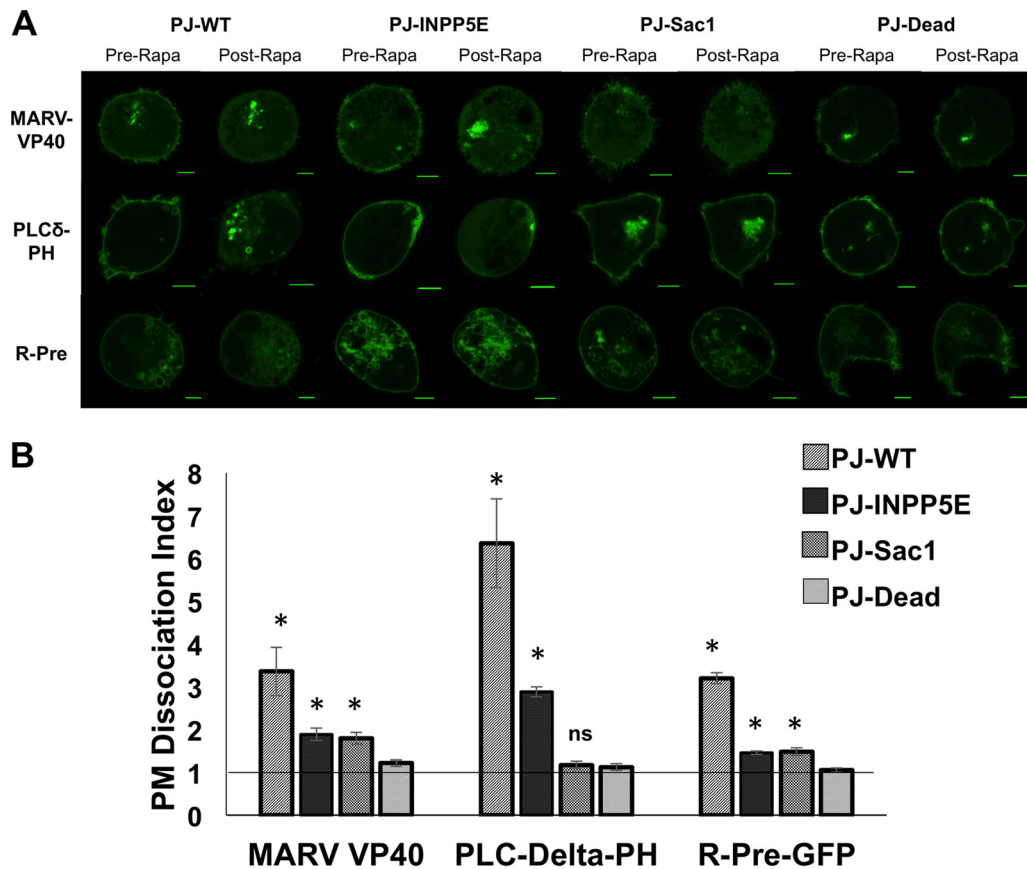 A
PJ-WT PJ-INPP5E PJ-Sac1 PJ-Dead
Pre-Rapa Post-Rapa Pre-Rapa Post-Rapa Pre-Rapa Post-Rapa Pre-Rapa Post-Rapa
MARV-
VP40
PLCδ-
PH
R-Pre
B
PM Dissociation Index
8
7
6
5
4
3
2
1
0
* * *
* * ns
* * *
MARV VP40 PLC-Delta-PH R-Pre-GFP
PJ-WT
PJ-INPP5E
PJ-Sac1
PJ-Dead